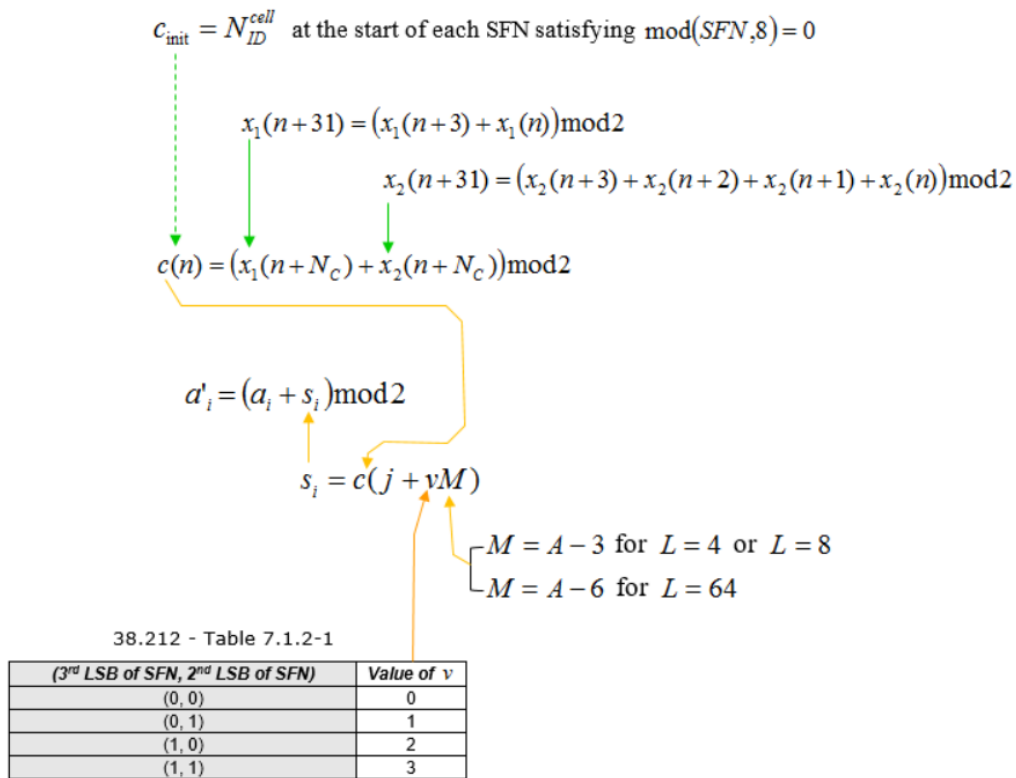 c_init = N_ID^cell at the start of each SFN satisfying mod(SFN,8) = 0
x₁(n+31) = (x₁(n+3) + x₁(n))mod2
x₂(n+31) = (x₂(n+3) + x₂(n+2) + x₂(n+1) + x₂(n))mod2
c(n) = (x₁(n+N_C) + x₂(n+N_C))mod2
a'ᵢ = (aᵢ + sᵢ)mod2
sᵢ = c(j + vM)
M = A − 3 for L = 4 or L = 8
M = A − 6 for L = 64
38.212 - Table 7.1.2-1
(3rd LSB of SFN, 2nd LSB of SFN) Value of v
(0, 0) 0
(0, 1) 1
(1, 0) 2
(1, 1) 3